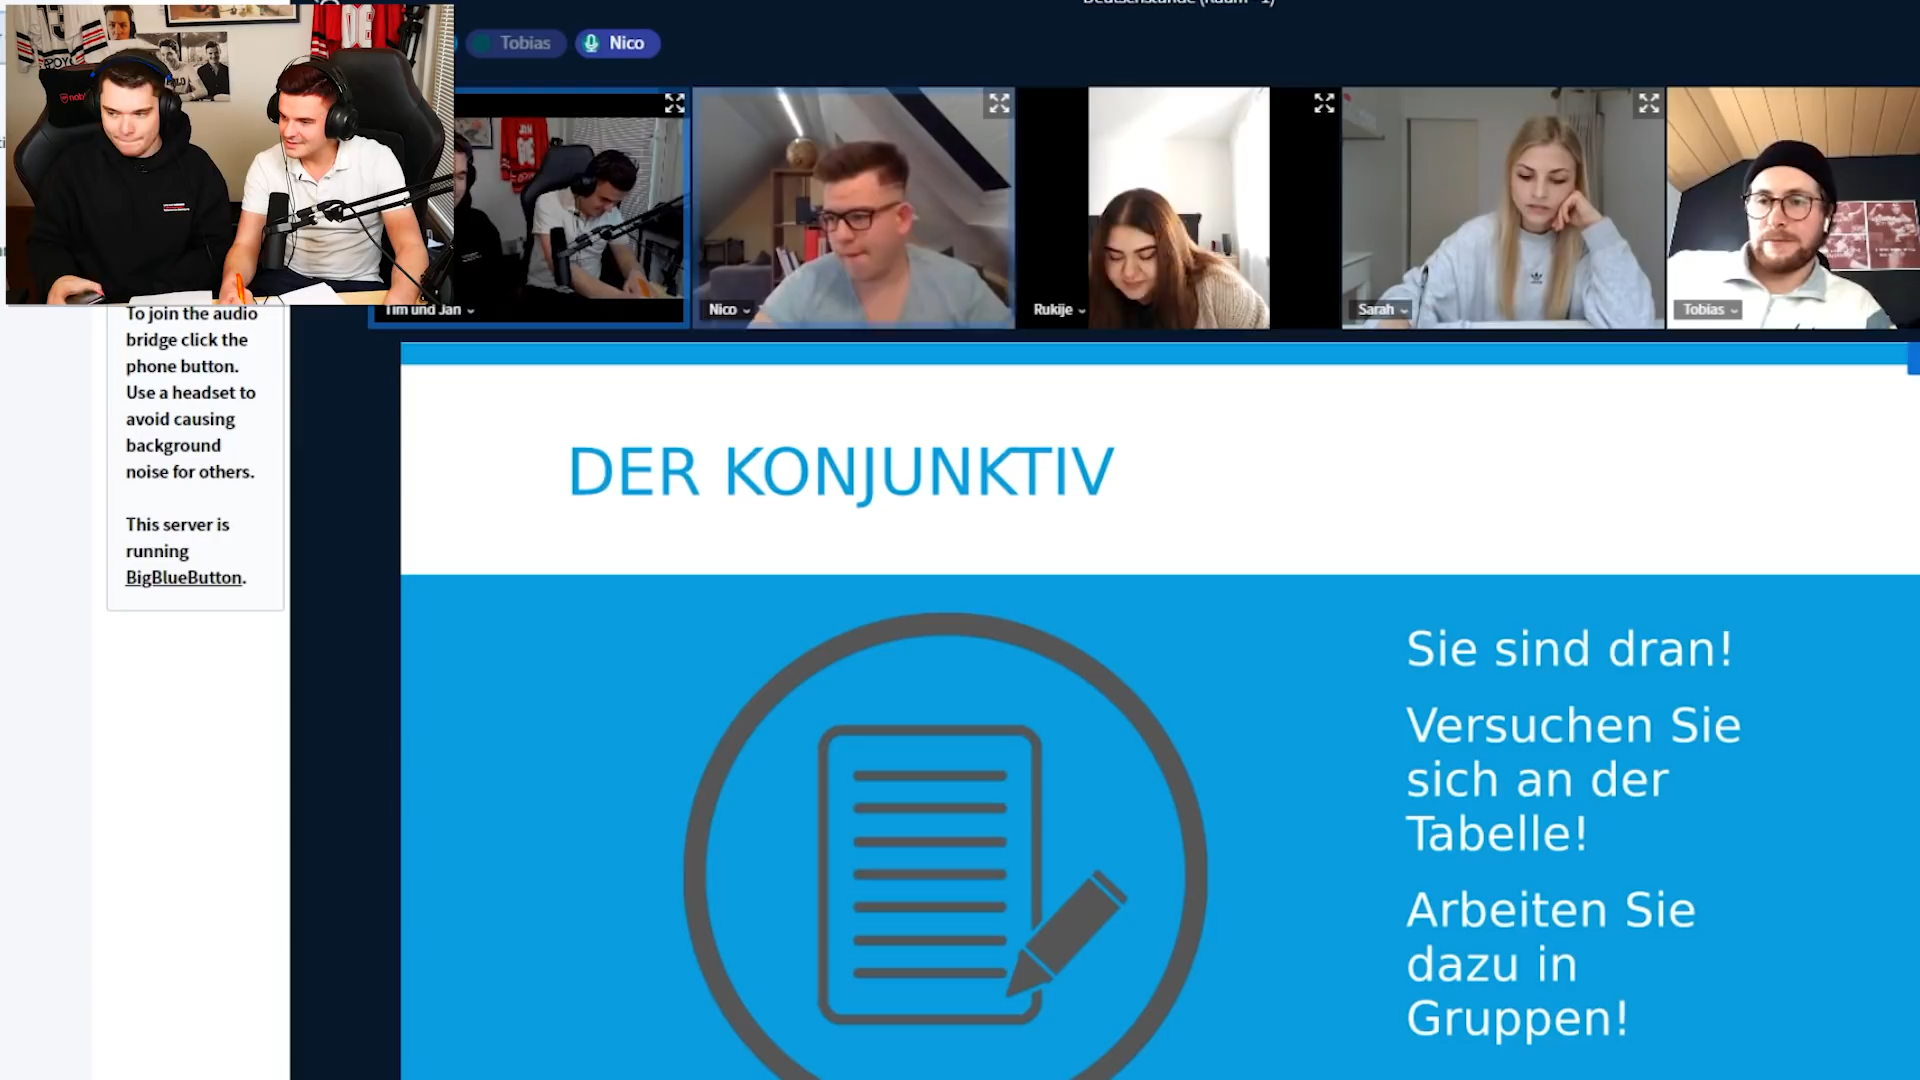 Tobias
Nico
Tim und Jan
Nico
Rukije
Sarah
Tobias
To join the audio
bridge click the
phone button.
Use a headset to
avoid causing
background
noise for others.
This server is
running
BigBlueButton.
DER KONJUNKTIV
Sie sind dran!
Versuchen Sie
sich an der
Tabelle!
Arbeiten Sie
dazu in
Gruppen!